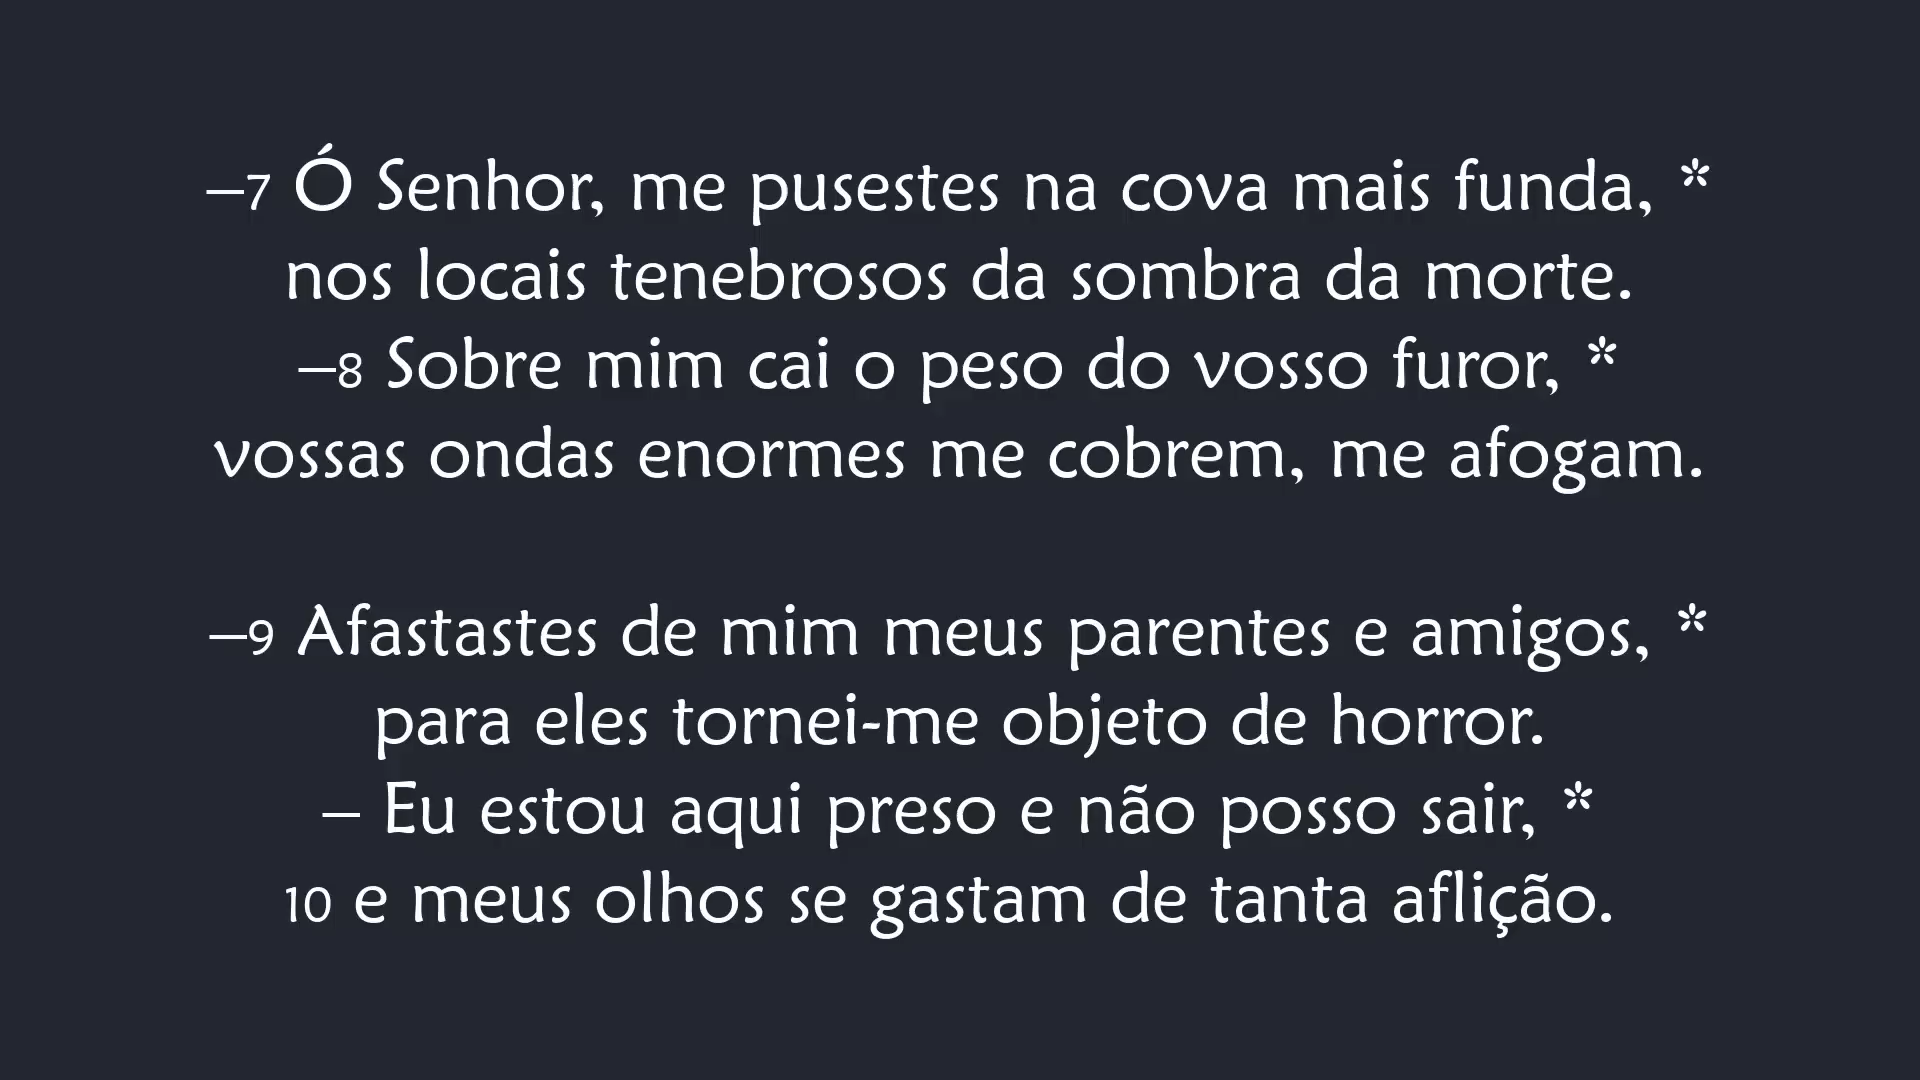 –7 Ó Senhor, me pusestes na cova mais funda, *
nos locais tenebrosos da sombra da morte.
–8 Sobre mim cai o peso do vosso furor, *
vossas ondas enormes me cobrem, me afogam.
–9 Afastastes de mim meus parentes e amigos, *
para eles tornei-me objeto de horror.
– Eu estou aqui preso e não posso sair, *
10 e meus olhos se gastam de tanta aflição.